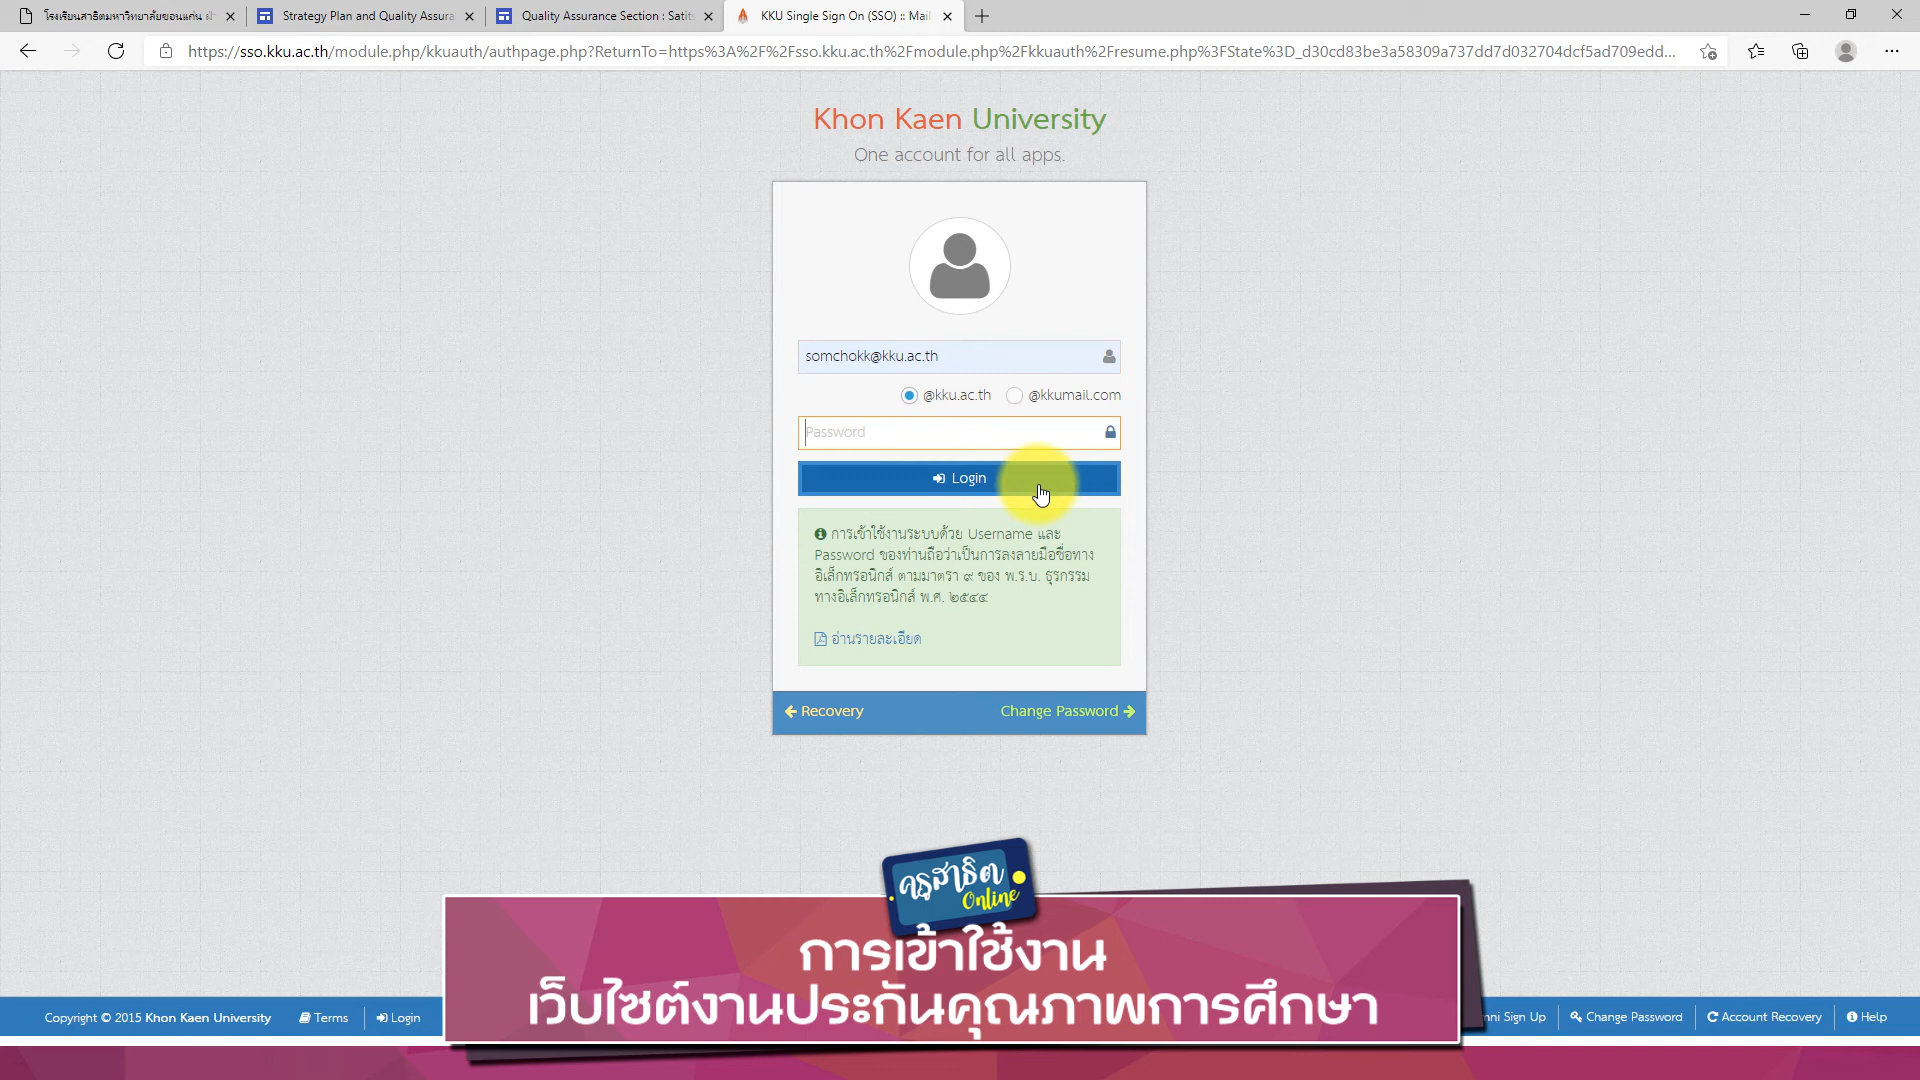 โรงเรียนสาธิตมหาวิทยาลัยขอนแก่น ฝ่
Strategy Plan and Quality Assura
Quality Assurance Section : Satit
KKU Single Sign On (SSO) :: Mai
https://sso.kku.ac.th/module.php/kkuauth/authpage.php?ReturnTo=https%3A%2F%2Fsso.kku.ac.th%2Fmodule.php%2Fkkuauth%2Fresume.php%3FState%3D_d30cd83be3a58309a737dd7d032704dcf5ad709edd...
Khon Kaen University
One account for all apps.
somchokk@kku.ac.th
@kku.ac.th @kkumail.com
Password
Login
การเข้าใช้งานระบบด้วย Username และ
Password ของท่านถือว่าเป็นการลงลายมือชื่อทาง
อิเล็กทรอนิกส์ ตามมาตรา ๙ ของ พ.ร.บ. ธุรกรรม
ทางอิเล็กทรอนิกส์ พ.ศ. ๒๕๔๔
อ่านรายละเอียด
Recovery
Change Password
ครูสาธิต
Online
การเข้าใช้งาน
เว็บไซต์งานประกันคุณภาพการศึกษา
Copyright © 2015 Khon Kaen University
Terms
Login
nni Sign Up
Change Password
Account Recovery
Help